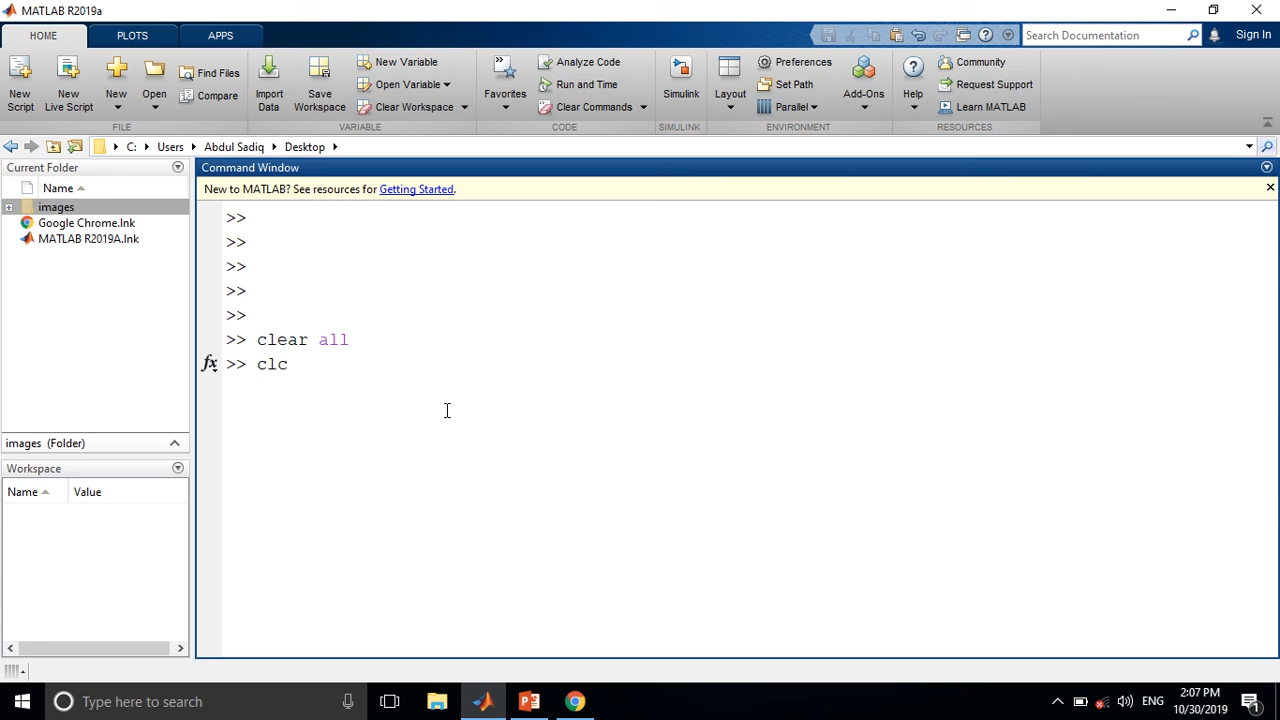 MATLAB R2019a
HOME PLOTS APPS
Search Documentation
Sign In
New Script
New Live Script
New
Open
Find Files
Compare
FILE
Import Data
Save Workspace
New Variable
Open Variable
Clear Workspace
VARIABLE
Favorites
Analyze Code
Run and Time
Clear Commands
CODE
Simulink
SIMULINK
Layout
Preferences
Set Path
Parallel
ENVIRONMENT
Add-Ons
Help
Community
Request Support
Learn MATLAB
RESOURCES
C: Users Abdul Sadiq Desktop
Current Folder
Name
images
Google Chrome.lnk
MATLAB R2019A.lnk
images (Folder)
Workspace
Name Value
Command Window
New to MATLAB? See resources for Getting Started.
>>
>>
>>
>>
>>
>> clear all
fx >> clc
Type here to search
ENG
2:07 PM
10/30/2019
1